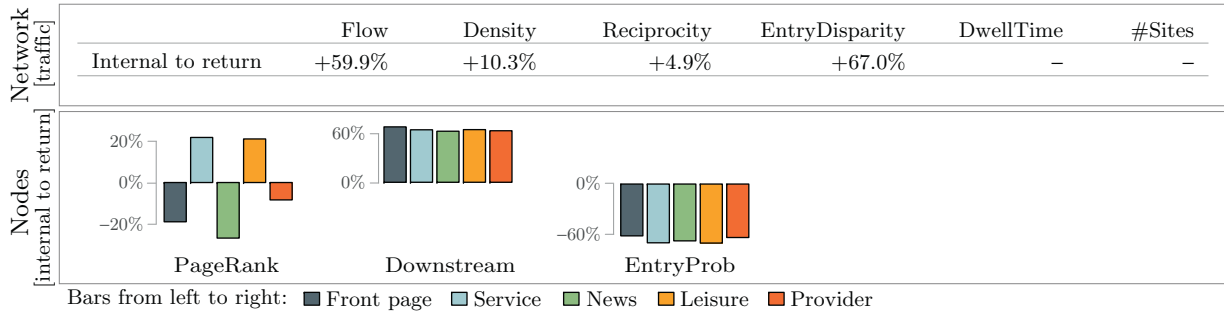 Network
[traffic]
Flow Density Reciprocity EntryDisparity DwellTime #Sites
Internal to return +59.9% +10.3% +4.9% +67.0% – –
Nodes
[internal to return]
20%
0%
−20%
PageRank
60%
0%
Downstream
0%
−60%
EntryProb
Bars from left to right: Front page Service News Leisure Provider